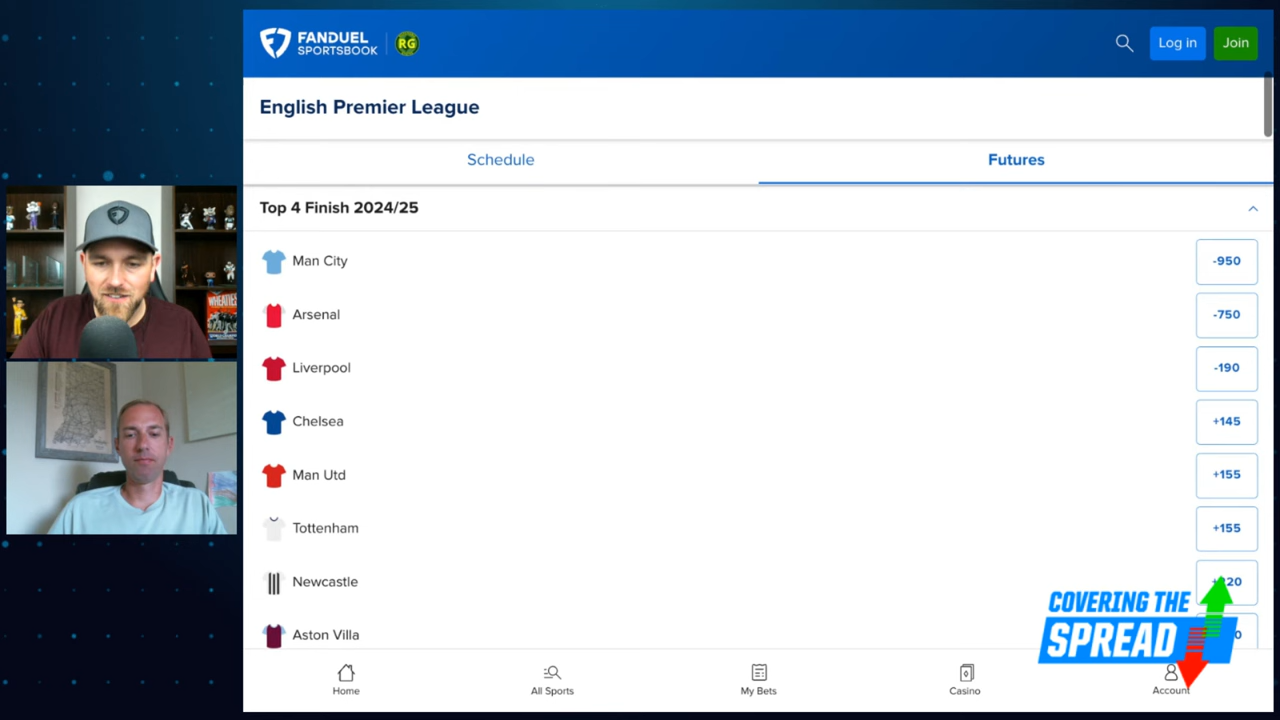 FANDUEL
SPORTSBOOK
RG
Log in
Join
English Premier League
Schedule
Futures
Top 4 Finish 2024/25
Man City
-950
Arsenal
-750
Liverpool
-190
Chelsea
+145
Man Utd
+155
Tottenham
+155
Newcastle
Aston Villa
COVERING THE
SPREAD
Home
All Sports
My Bets
Casino
Account
WHEATIES